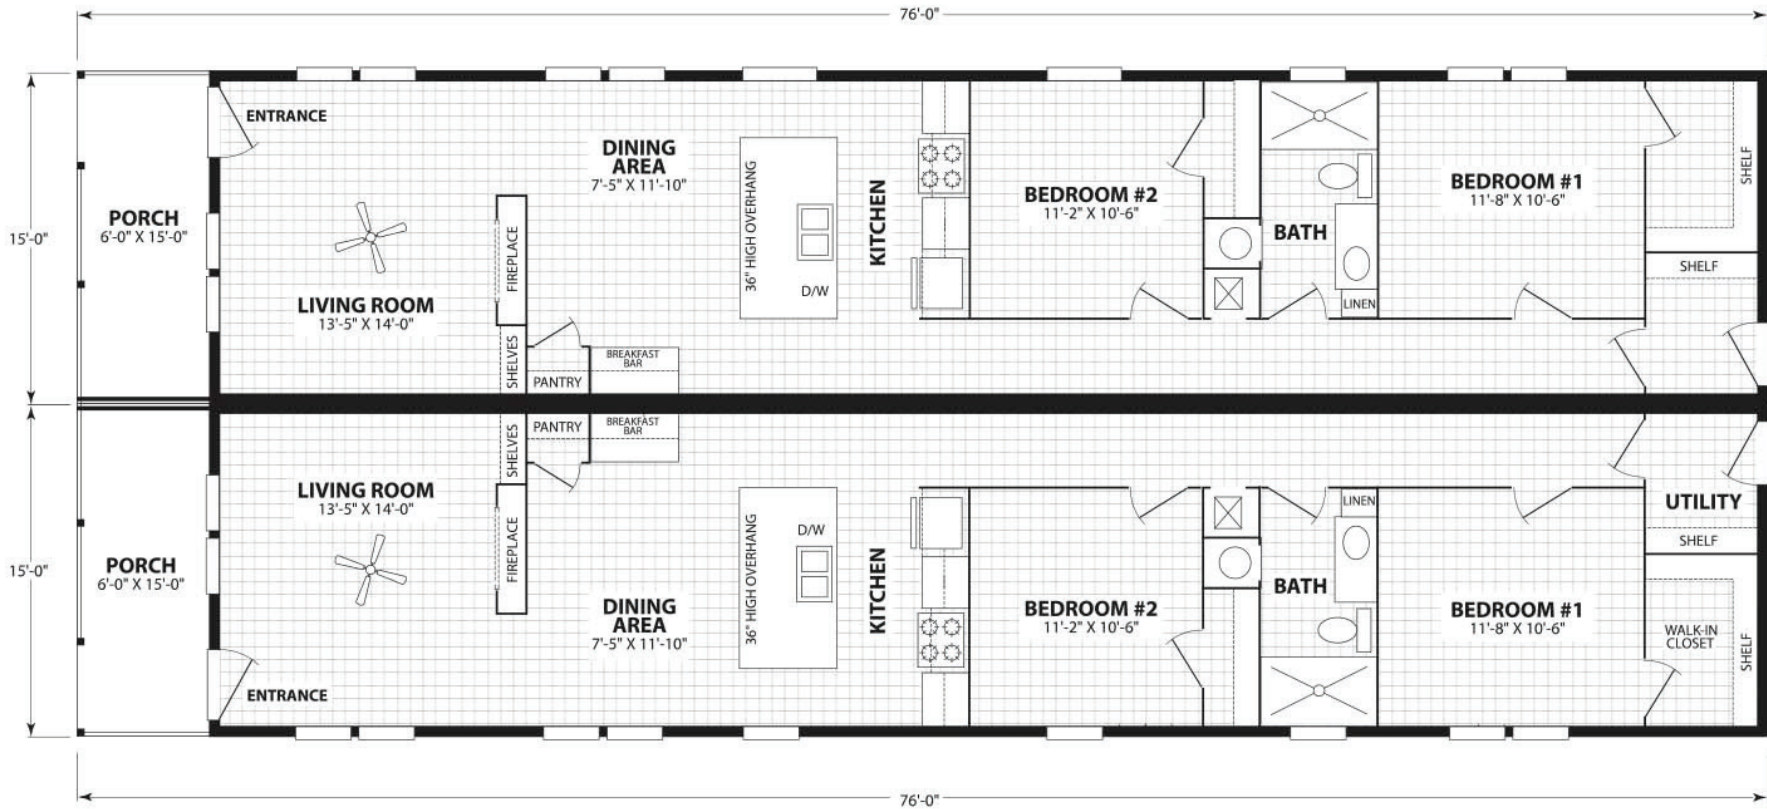 76'-0"
15'-0"
PORCH
6'-0" X 15'-0"
ENTRANCE
LIVING ROOM
13'-5" X 14'-0"
FIREPLACE
SHELVES
PANTRY
BREAKFAST
BAR
DINING
AREA
7'-5" X 11'-10"
36" HIGH OVERHANG
D/W
KITCHEN
BEDROOM #2
11'-2" X 10'-6"
BATH
LINEN
BEDROOM #1
11'-8" X 10'-6"
SHELF
SHELF
15'-0"
PORCH
6'-0" X 15'-0"
LIVING ROOM
13'-5" X 14'-0"
ENTRANCE
SHELVES
FIREPLACE
PANTRY
BREAKFAST
BAR
DINING
AREA
7'-5" X 11'-10"
36" HIGH OVERHANG
D/W
KITCHEN
BEDROOM #2
11'-2" X 10'-6"
LINEN
BATH
BEDROOM #1
11'-8" X 10'-6"
UTILITY
SHELF
WALK-IN
CLOSET
SHELF
76'-0"